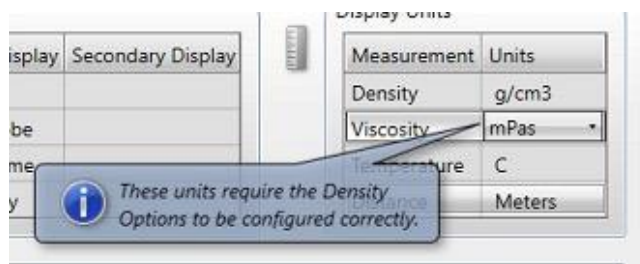 Display Units
isplay Secondary Display
Measurement Units
Density g/cm3
be
Viscosity mPas
me
Temperature C
y
Distance Meters
These units require the Density
Options to be configured correctly.